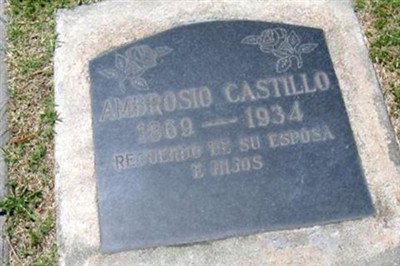 AMBROSIO CASTILLO
1869 — 1934
RECUERDO DE SU ESPOSA
E HIJOS